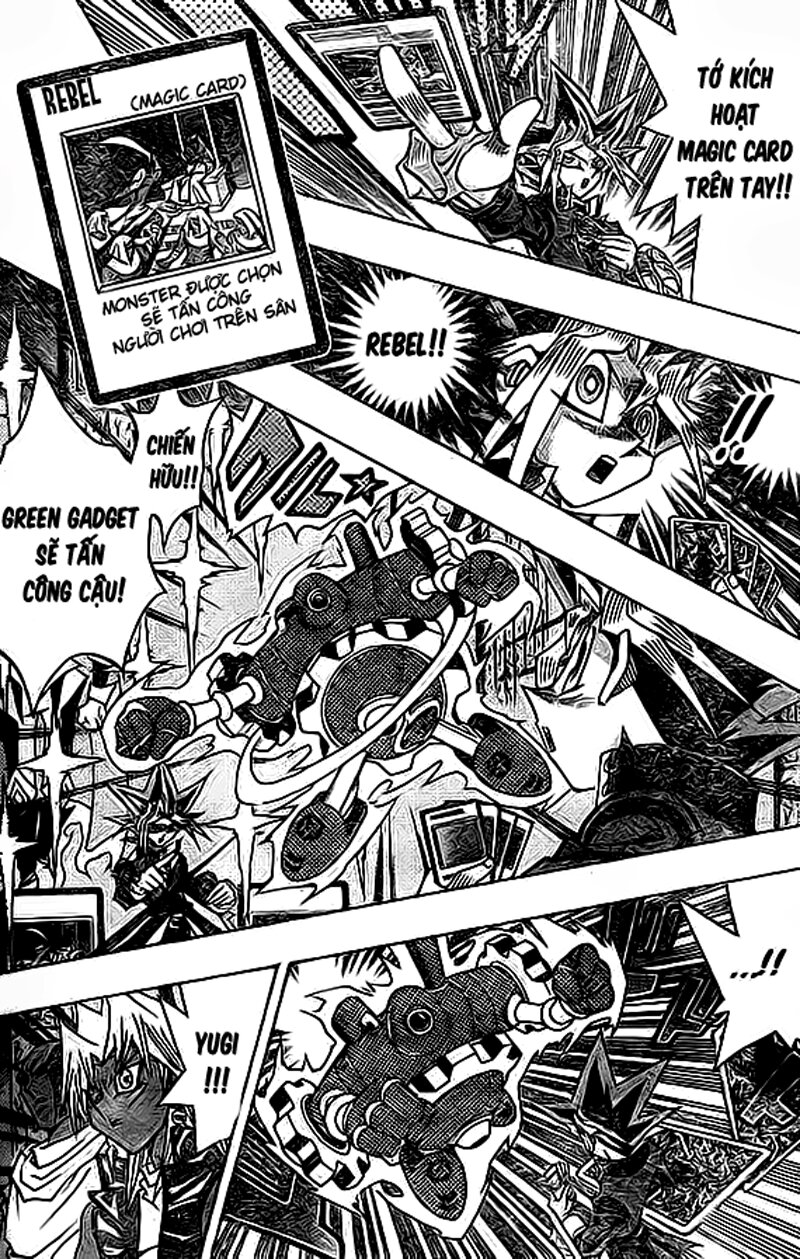 TỚ KÍCH
HOẠT
MAGIC CARD
TRÊN TAY!!
REBEL
(MAGIC CARD)
MONSTER ĐƯỢC CHỌN
SẼ TẤN CÔNG
NGƯỜI CHƠI TRÊN SÂN
REBEL!!
!!
CHIẾN
HỮU!!
GREEN GADGET
SẼ TẤN
CÔNG CẬU!
...!!
YUGI
!!!